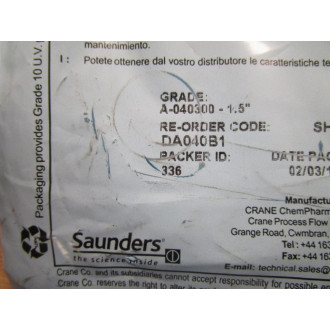 mantenimiento.
I : Potete ottenere dal vostro distributore le caratteristiche te
GRADE:
A-040300 - 1.5"
RE-ORDER CODE: SH
DA040B1
PACKER ID: DATE PAC
336 02/03/1
Packaging provides Grade 10 U.V.
Manufactu
CRANE ChemPharm
Crane Process Flow
Grange Road, Cwmbran,
Tel : +44 163
Fax: +44 163
E-mail: technical.sales@
Saunders®
the science inside
Crane Co. and its subsidiaries cannot accept responsibility for possible
Crane Co. reserves the right to alter its